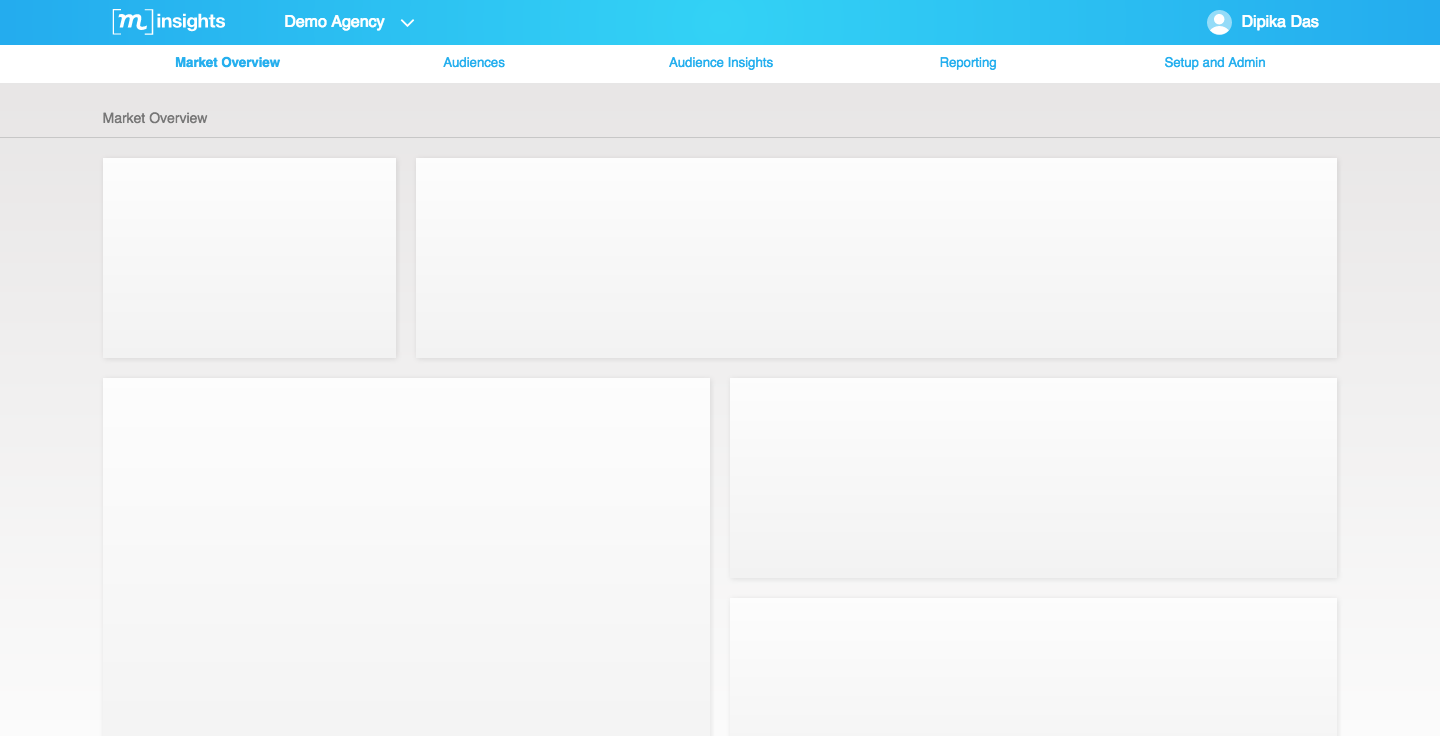 [m] insights Demo Agency Dipika Das
Market Overview Audiences Audience Insights Reporting Setup and Admin
Market Overview